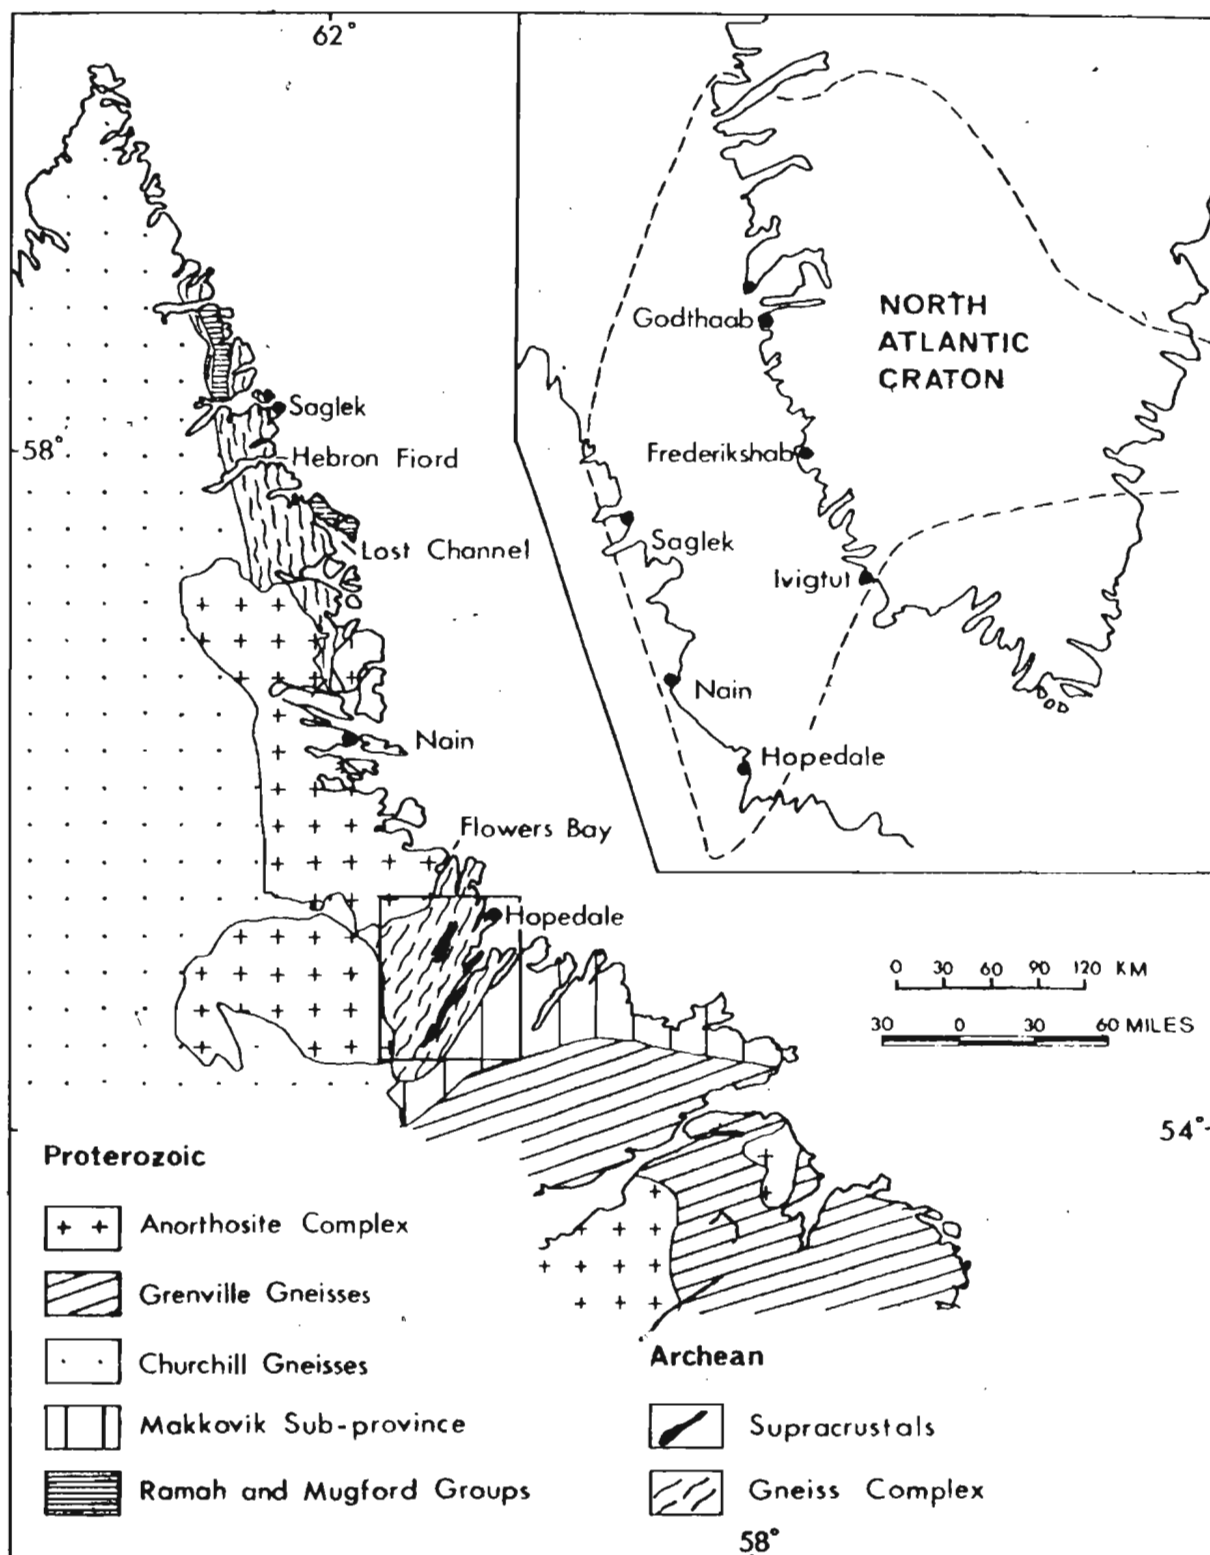 62°
NORTH
ATLANTIC
CRATON
Godthaab
Frederikshab
Saglek
Ivigtut
Nain
Hopedale
Saglek
58°
Hebron Fiord
Lost Channel
Nain
Flowers Bay
Hopedale
0 30 60 90 120 KM
30 0 30 60 MILES
54°
Proterozoic
Anorthosite Complex
Grenville Gneisses
Churchill Gneisses
Makkovik Sub-province
Ramah and Mugford Groups
Archean
Supracrustals
Gneiss Complex
58°